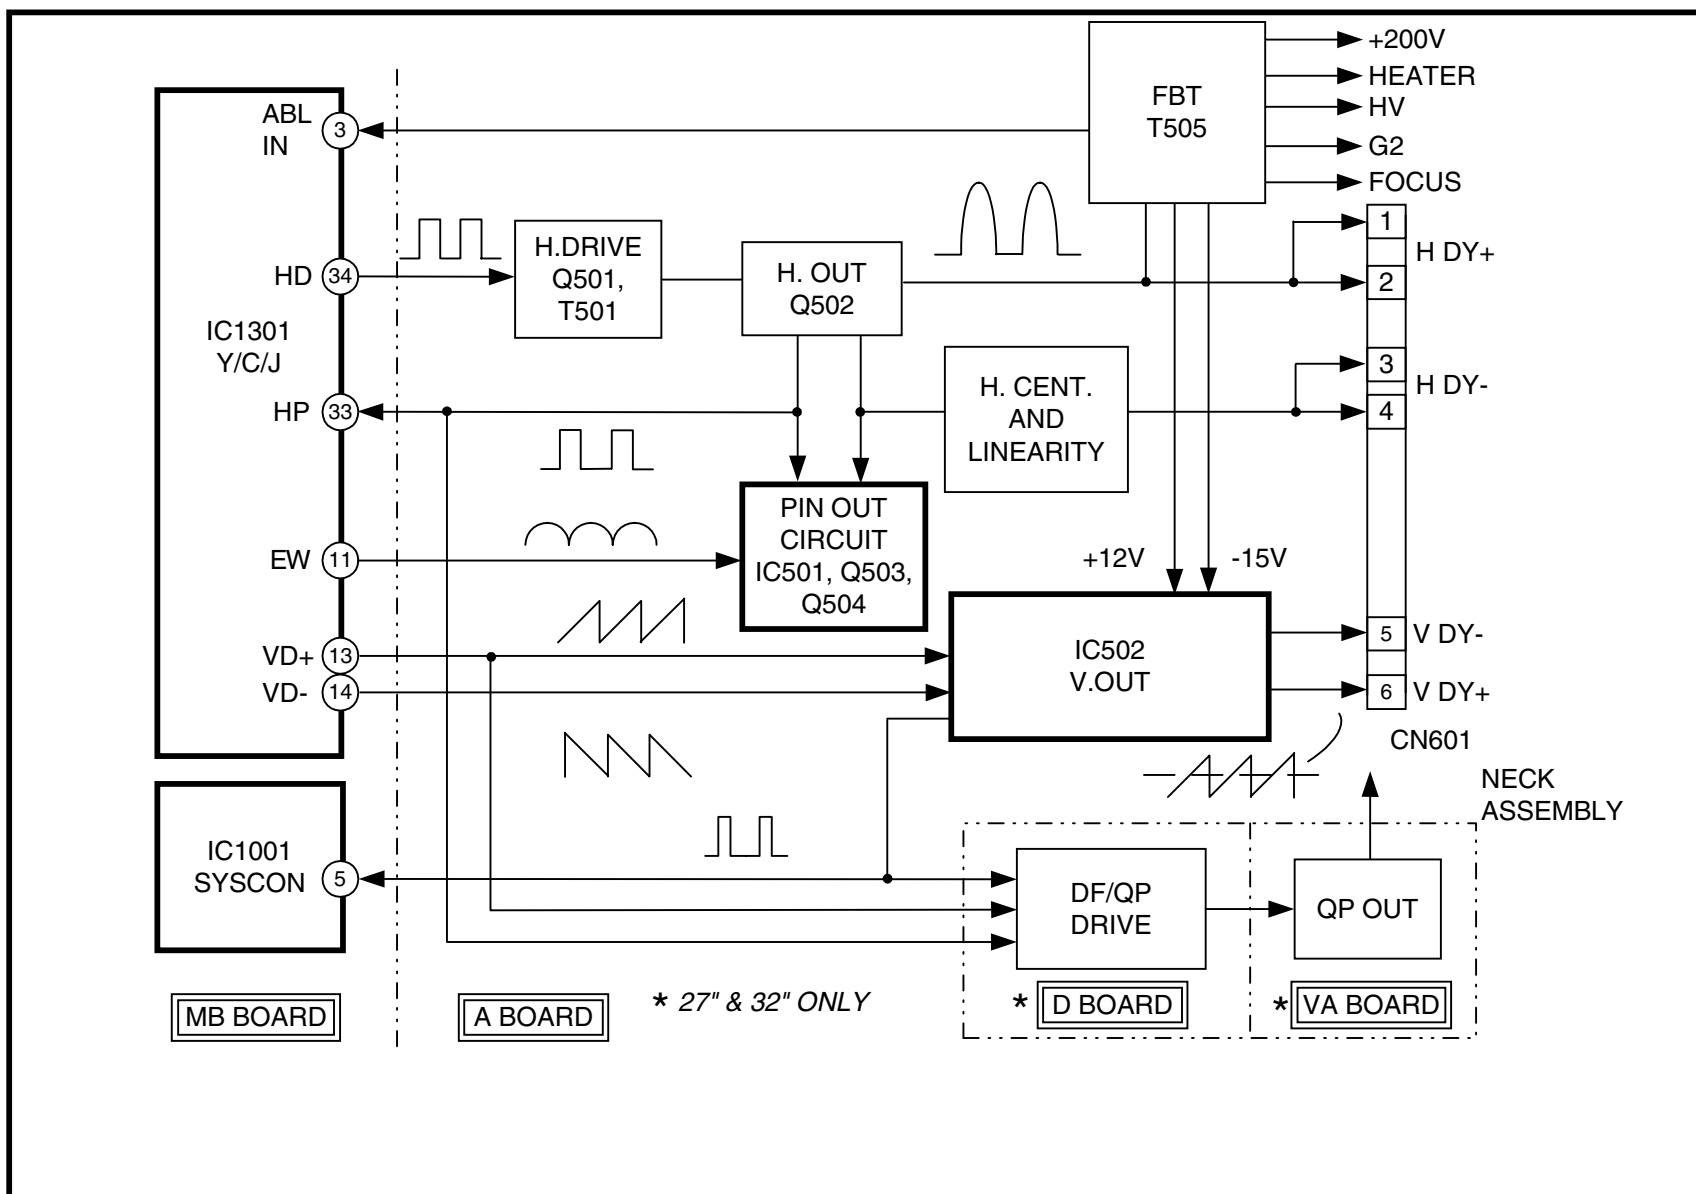 +200V
HEATER
HV
G2
FOCUS
FBT
T505
ABL
IN
3
HD
34
IC1301
Y/C/J
HP
33
EW
11
VD+
13
VD-
14
H.DRIVE
Q501,
T501
H. OUT
Q502
H. CENT.
AND
LINEARITY
PIN OUT
CIRCUIT
IC501, Q503,
Q504
+12V
-15V
IC502
V.OUT
1
H DY+
2
3
H DY-
4
5
V DY-
6
V DY+
CN601
NECK
ASSEMBLY
IC1001
SYSCON
5
DF/QP
DRIVE
QP OUT
MB BOARD
A BOARD
* 27" & 32" ONLY
* D BOARD
* VA BOARD